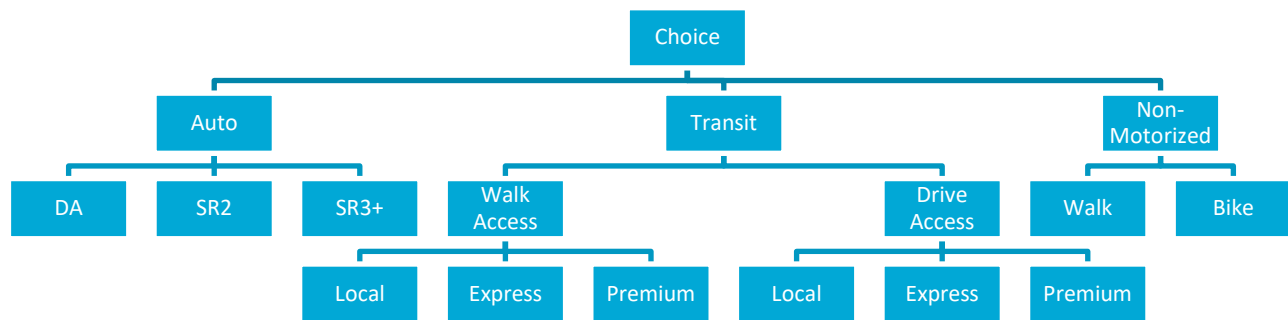 Choice
Auto
Transit
Non-
Motorized
DA
SR2
SR3+
Walk
Access
Drive
Access
Walk
Bike
Local
Express
Premium
Local
Express
Premium